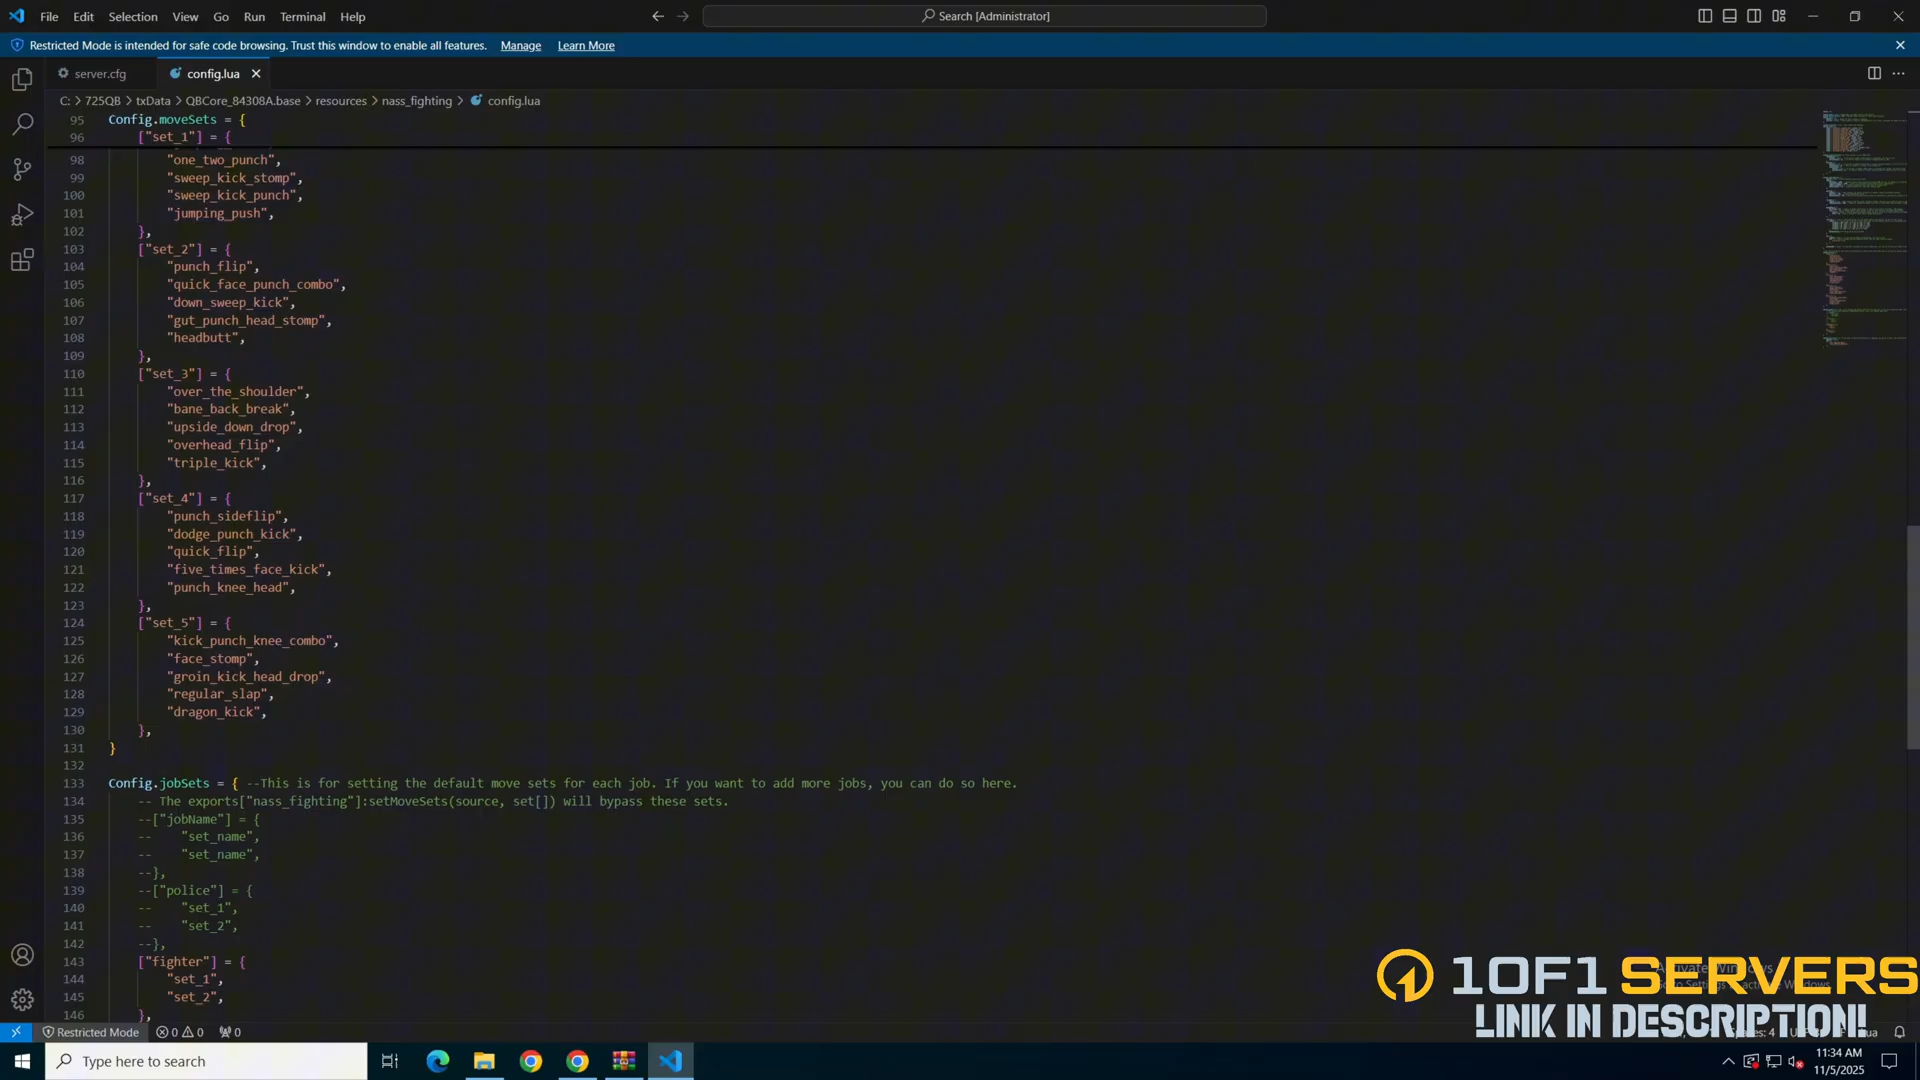 File Edit Selection View Go Run Terminal Help
Search [Administrator]
Restricted Mode is intended for safe code browsing. Trust this window to enable all features. Manage Learn More
server.cfg config.lua
C: > 725QB > txData > QBCore_84308A.base > resources > nass_fighting > config.lua
95 Config.moveSets = {
96 ["set_1"] = {
98 "one_two_punch",
99 "sweep_kick_stomp",
100 "sweep_kick_punch",
101 "jumping_push",
102 },
103 ["set_2"] = {
104 "punch_flip",
105 "quick_face_punch_combo",
106 "down_sweep_kick",
107 "gut_punch_head_stomp",
108 "headbutt",
109 },
110 ["set_3"] = {
111 "over_the_shoulder",
112 "bane_back_break",
113 "upside_down_drop",
114 "overhead_flip",
115 "triple_kick",
116 },
117 ["set_4"] = {
118 "punch_sideflip",
119 "dodge_punch_kick",
120 "quick_flip",
121 "five_times_face_kick",
122 "punch_knee_head",
123 },
124 ["set_5"] = {
125 "kick_punch_knee_combo",
126 "face_stomp",
127 "groin_kick_head_drop",
128 "regular_slap",
129 "dragon_kick",
130 },
131 }
132
133 Config.jobSets = { --This is for setting the default move sets for each job. If you want to add more jobs, you can do so here.
134 -- The exports["nass_fighting"]:setMoveSets(source, set[]) will bypass these sets.
135 --["jobName"] = {
136 -- "set_name",
137 -- "set_name",
138 --},
139 --["police"] = {
140 -- "set_1",
141 -- "set_2",
142 --},
143 ["fighter"] = {
144 "set_1",
145 "set_2",
146 },
1OF1 SERVERS
LINK IN DESCRIPTION!
Restricted Mode 0 0 0
Type here to search
11:34 AM
11/5/2025